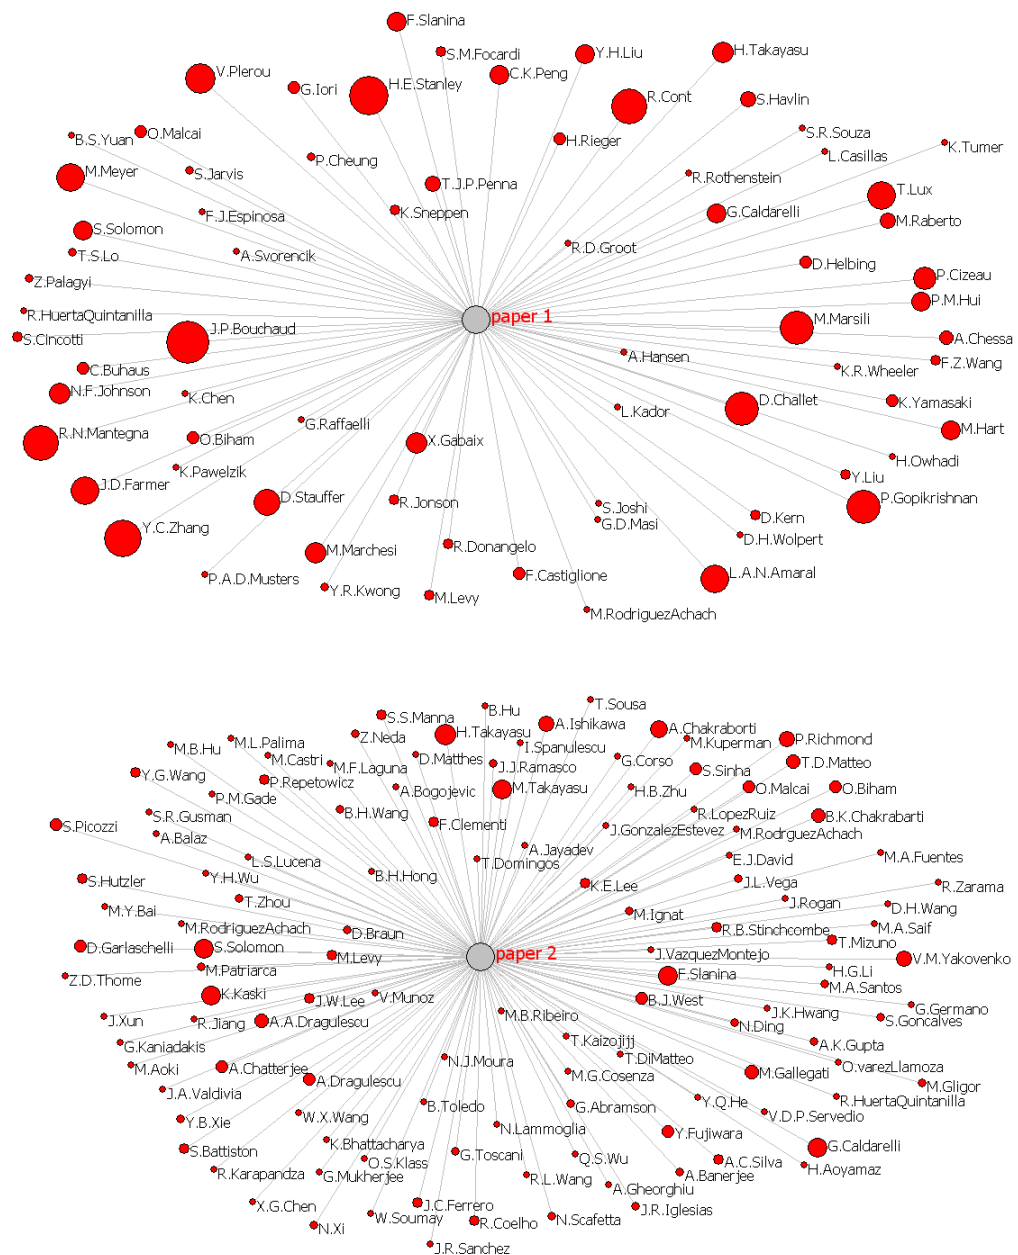 F.Slanina
S.M.Focardi
Y.H.Liu
H.Takayasu
V.Plerou
C.K.Peng
G.Iori
H.E.Stanley
R.Cont
S.Havlin
B.S.Yuan
O.Malcai
H.Rieger
S.R.Souza
K.Tumer
L.Casillas
P.Cheung
M.Meyer
S.Jarvis
R.Rothenstein
T.J.P.Penna
T.Lux
F.J.Espinosa
K.Sneppen
G.Caldarelli
M.Raberto
S.Solomon
A.Svorencik
R.D.Groot
T.S.Lo
D.Helbing
Z.Palagyi
P.Cizeau
P.M.Hui
R.HuertaQuintanilla
paper 1
J.P.Bouchaud
M.Marsili
S.Cincotti
A.Chessa
A.Hansen
F.Z.Wang
C.Buhaus
K.R.Wheeler
N.F.Johnson
K.Chen
K.Yamasaki
D.Challet
L.Kador
G.Raffaelli
M.Hart
R.N.Mantegna
O.Biham
X.Gabaix
K.Pawelzik
H.Owhadi
Y.Liu
J.D.Farmer
D.Stauffer
R.Jonson
P.Gopikrishnan
S.Joshi
D.Kern
G.D.Masi
Y.C.Zhang
D.H.Wolpert
M.Marchesi
R.Donangelo
P.A.D.Musters
F.Castiglione
L.A.N.Amaral
Y.R.Kwong
M.Levy
M.RodriguezAchach
T.Sousa
B.Hu
S.S.Manna
A.Ishikawa
A.Chakraborti
Z.Neda
H.Takayasu
M.L.Palima
M.Kuperman
P.Richmond
M.B.Hu
I.Spanulescu
M.Castri
D.Matthes
G.Corso
T.D.Matteo
M.F.Laguna
J.J.Ramasco
S.Sinha
Y.G.Wang
P.Repetowicz
A.Bogojevic
M.Takayasu
H.B.Zhu
O.Malcai
O.Biham
P.M.Gade
S.R.Gusman
B.H.Wang
R.LopezRuiz
B.K.Chakrabarti
S.Picozzi
F.Clementi
J.GonzalezEstevez
M.RodrguezAchach
A.Balaz
A.Jayadev
L.S.Lucena
T.Domingos
E.J.David
M.A.Fuentes
Y.H.Wu
B.H.Hong
S.Hutzler
K.E.Lee
J.L.Vega
R.Zarama
T.Zhou
J.Rogan
M.Y.Bai
M.Ignat
D.H.Wang
M.RodriguezAchach
D.Braun
R.B.Stinchcombe
M.A.Saif
D.Garlaschelli
S.Solomon
T.Mizuno
M.Levy
paper 2
J.VazquezMontejo
V.M.Yakovenko
M.Patriarca
F.Slanina
H.G.Li
Z.D.Thome
M.A.Santos
K.Kaski
J.W.Lee
V.Munoz
B.J.West
G.Germano
M.B.Ribeiro
J.K.Hwang
J.Xun
R.Jiang
A.A.Dragulescu
N.Ding
S.Goncalves
T.Kaizojijj
G.Kaniadakis
A.K.Gupta
M.Aoki
A.Chatterjee
N.J.Moura
T.DiMatteo
O.varezLlamoza
M.G.Cosenza
M.Gallegati
J.A.Valdivia
A.Dragulescu
M.Gligor
Y.Q.He
R.HuertaQuintanilla
B.Toledo
G.Abramson
Y.B.Xie
W.X.Wang
V.D.P.Servedio
N.Lammoglia
Y.Fujiwara
S.Battiston
K.Bhattacharya
G.Toscani
G.Caldarelli
Q.S.Wu
O.S.Klass
A.C.Silva
H.Aoyamaz
R.Karapandza
G.Mukherjee
R.L.Wang
A.Banerjee
A.Gheorghiu
X.G.Chen
J.C.Ferrero
J.R.Iglesias
W.Soumay
N.Scafetta
R.Coelho
N.Xi
J.R.Sanchez